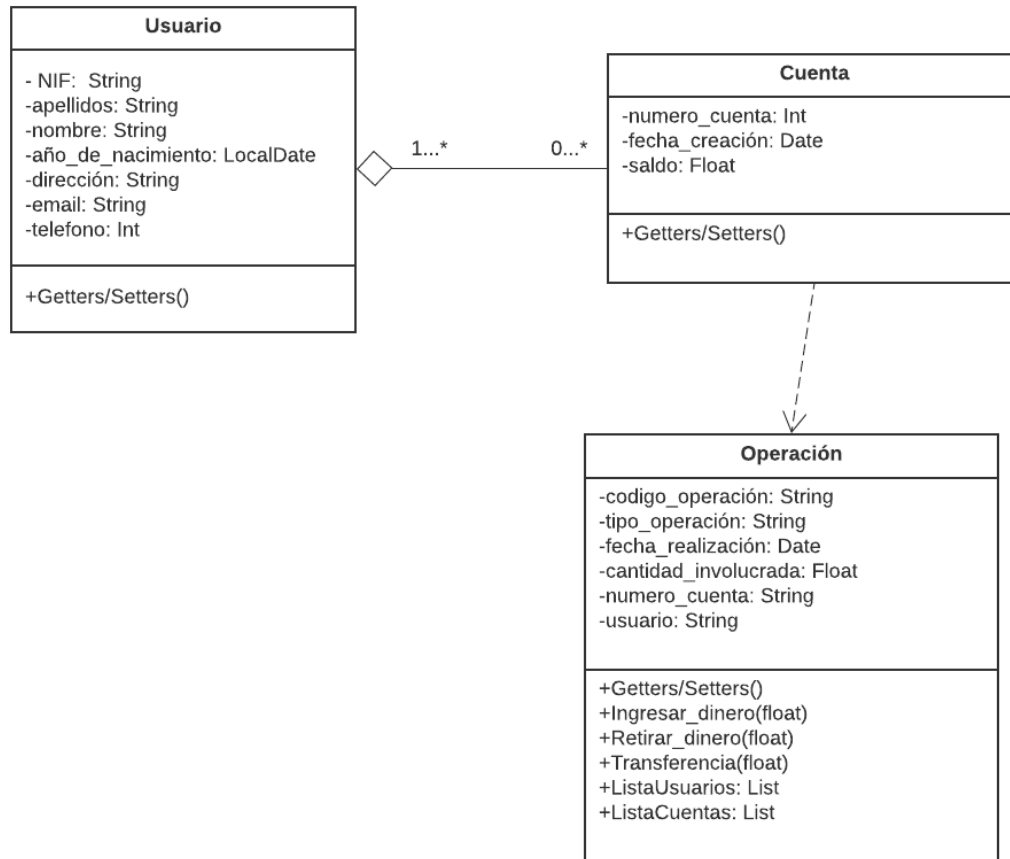 Usuario
- NIF:  String
-apellidos: String
-nombre: String
-año_de_nacimiento: LocalDate
-dirección: String
-email: String
-telefono: Int
+Getters/Setters()
1...*
0...*
Cuenta
-numero_cuenta: Int
-fecha_creación: Date
-saldo: Float
+Getters/Setters()
Operación
-codigo_operación: String
-tipo_operación: String
-fecha_realización: Date
-cantidad_involucrada: Float
-numero_cuenta: String
-usuario: String
+Getters/Setters()
+Ingresar_dinero(float)
+Retirar_dinero(float)
+Transferencia(float)
+ListaUsuarios: List
+ListaCuentas: List